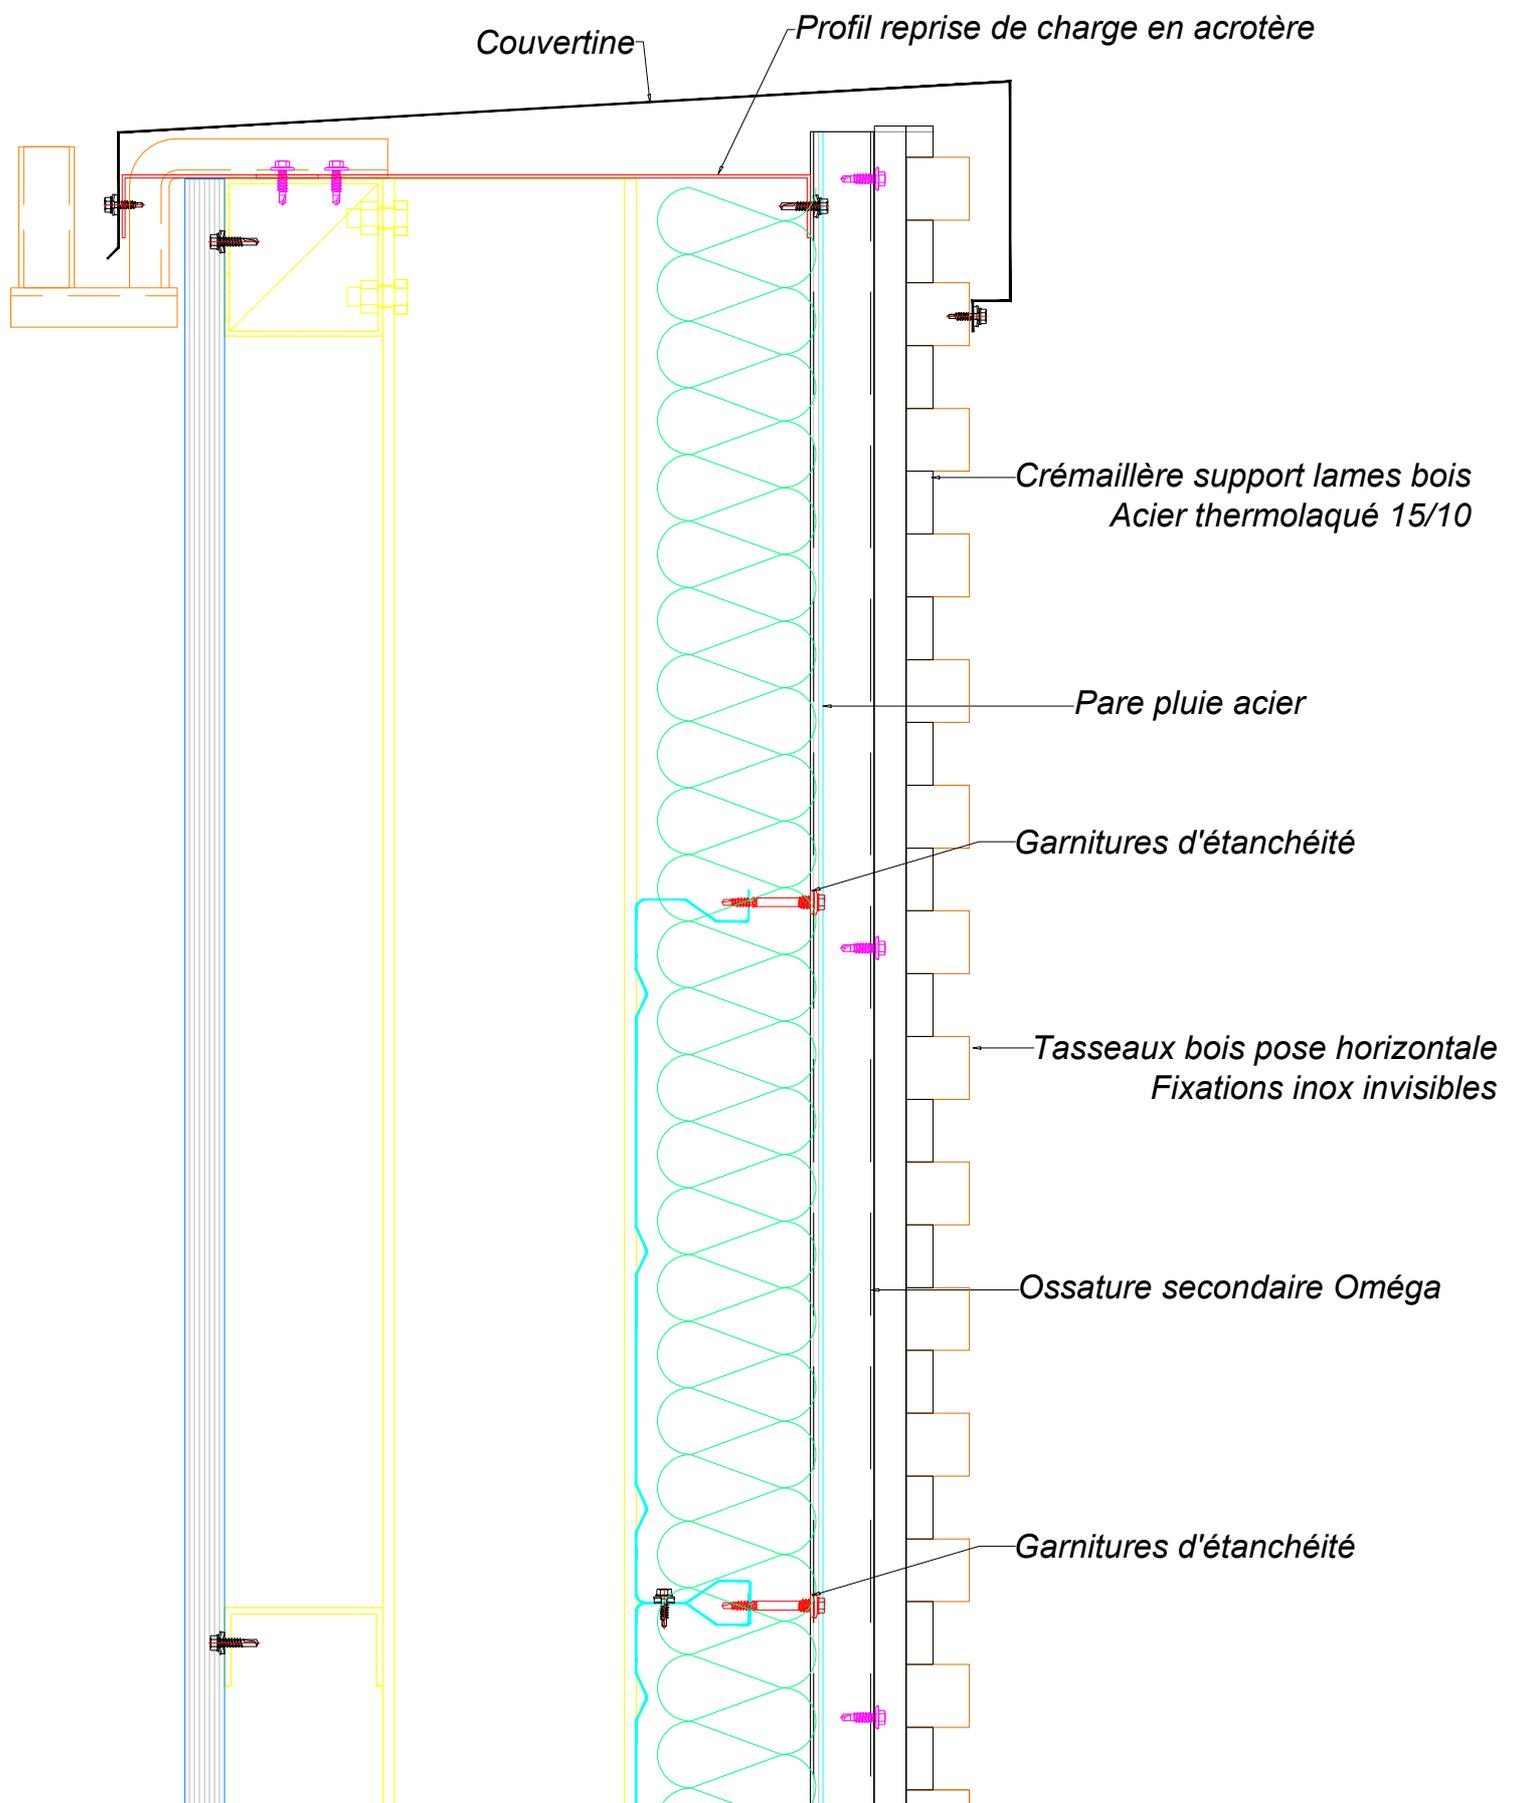 Profil reprise de charge en acrotère
Couvertine
Crémaillère support lames bois
Acier thermolaqué 15/10
Pare pluie acier
Garnitures d'étanchéité
Tasseaux bois pose horizontale
Fixations inox invisibles
Ossature secondaire Oméga
Garnitures d'étanchéité